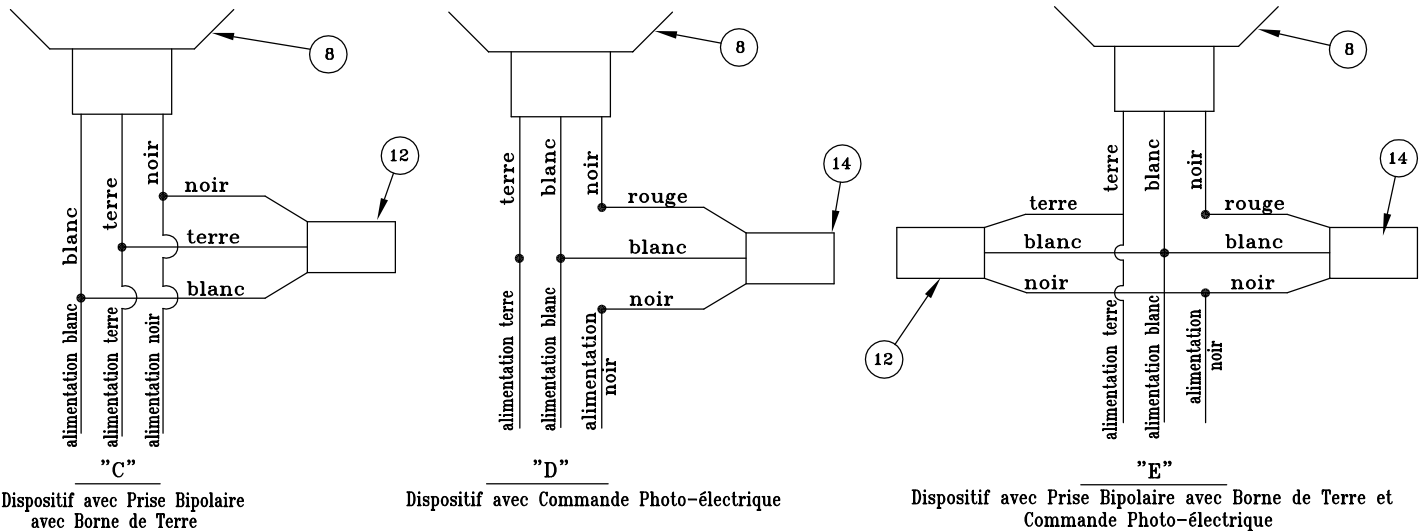 8
12
blanc
terre
noir
noir
terre
blanc
alimentation blanc
alimentation terre
alimentation noir
"C"
Dispositif avec Prise Bipolaire
avec Borne de Terre
8
14
terre
blanc
noir
rouge
blanc
noir
alimentation terre
alimentation blanc
alimentation
noir
"D"
Dispositif avec Commande Photo-électrique
8
14
12
terre
blanc
noir
terre
blanc
noir
rouge
blanc
noir
alimentation terre
alimentation blanc
alimentation
noir
"E"
Dispositif avec Prise Bipolaire avec Borne de Terre et
Commande Photo-électrique